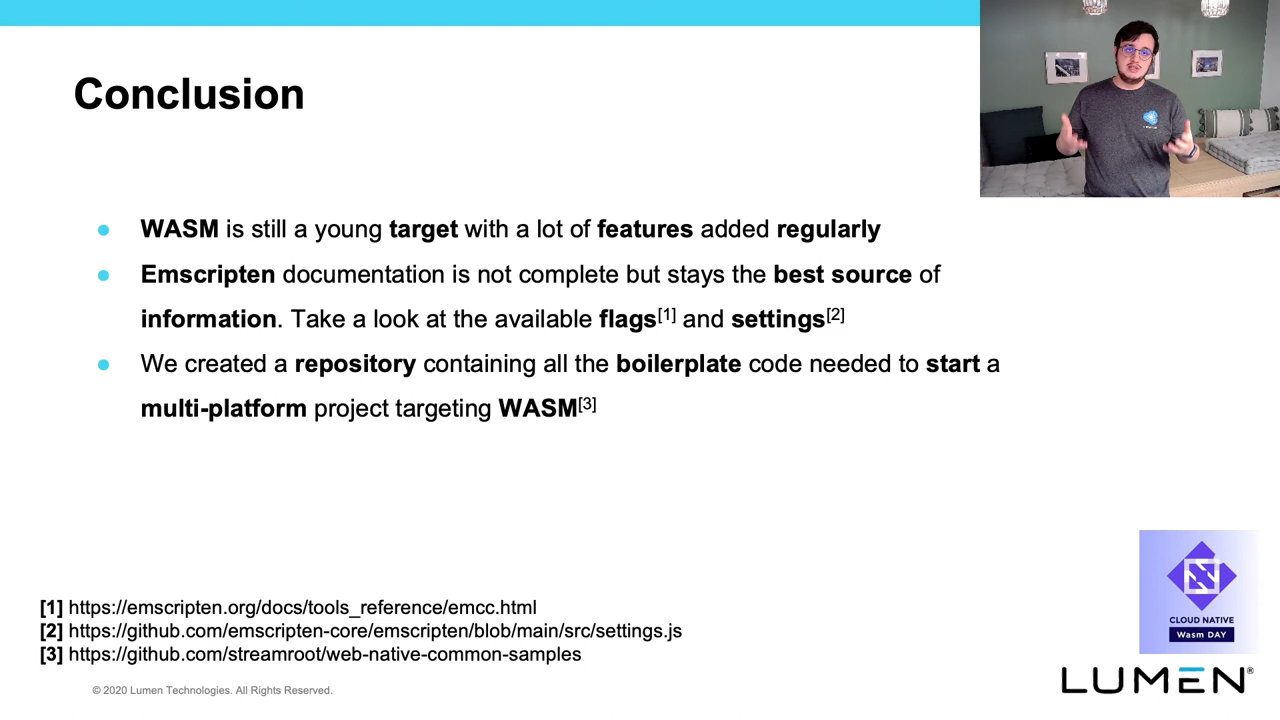 Conclusion
● WASM is still a young target with a lot of features added regularly
● Emscripten documentation is not complete but stays the best source of
information. Take a look at the available flags[1] and settings[2]
● We created a repository containing all the boilerplate code needed to start a
multi-platform project targeting WASM[3]
[1] https://emscripten.org/docs/tools_reference/emcc.html
[2] https://github.com/emscripten-core/emscripten/blob/main/src/settings.js
[3] https://github.com/streamroot/web-native-common-samples
© 2020 Lumen Technologies. All Rights Reserved.
CLOUD NATIVE
Wasm DAY
LUMEN®